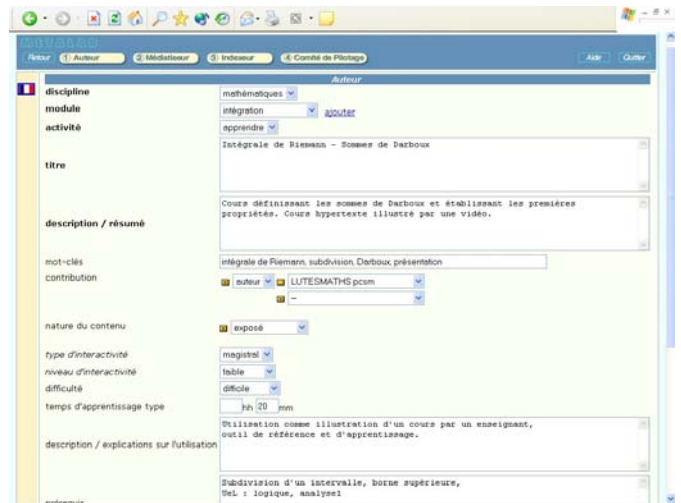 METALAB
Retour 1 Auteur 2 Médiatiseur 3 Indexeur 4 Comité de Pilotage Aide Quitter
Auteur
discipline mathématiques
module intégration ajouter
activité apprendre
titre Intégrale de Riemann - Sommes de Darboux
description / résumé Cours définissant les sommes de Darboux et établissant les premières
propriétés. Cours hypertexte illustré par une vidéo.
mot-clés intégrale de Riemann, subdivision, Darboux, présentation
contribution auteur LUTESMATHS pcsm
--
nature du contenu exposé
type d'interactivité magistral
niveau d'interactivité faible
difficulté difficile
temps d'apprentissage type hh 20 mm
description / explications sur l'utilisation Utilisation comme illustration d'un cours par un enseignant,
outil de référence et d'apprentissage.
Subdivision d'un intervalle, borne supérieure,
prérequis UeL : logique, analyse1